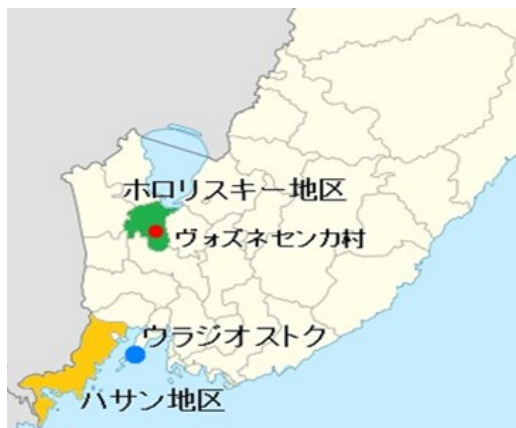 ホロリスキー地区
ヴォズネセンカ村
ウラジオストク
ハサン地区